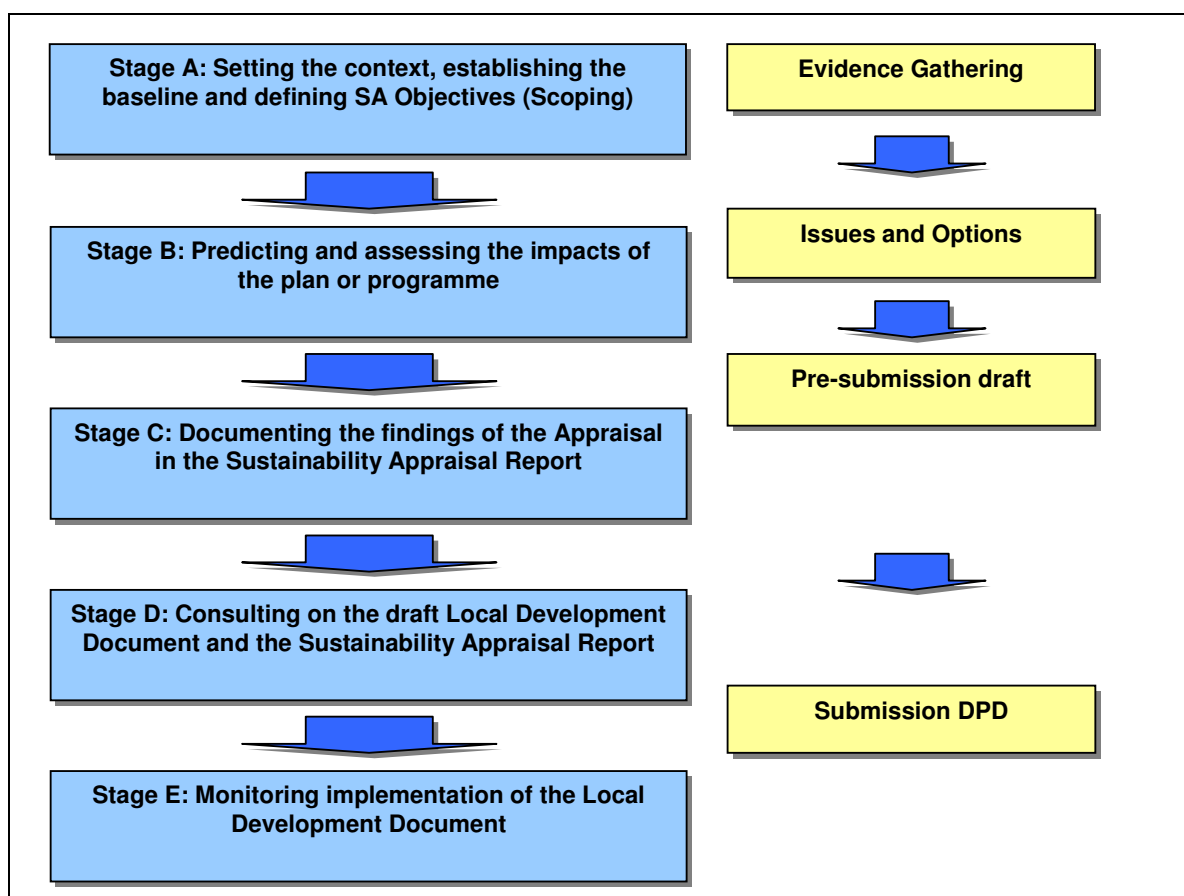 Stage A: Setting the context, establishing the
baseline and defining SA Objectives (Scoping)
Evidence Gathering
Stage B: Predicting and assessing the impacts of
the plan or programme
Issues and Options
Pre-submission draft
Stage C: Documenting the findings of the Appraisal
in the Sustainability Appraisal Report
Stage D: Consulting on the draft Local Development
Document and the Sustainability Appraisal Report
Submission DPD
Stage E: Monitoring implementation of the Local
Development Document